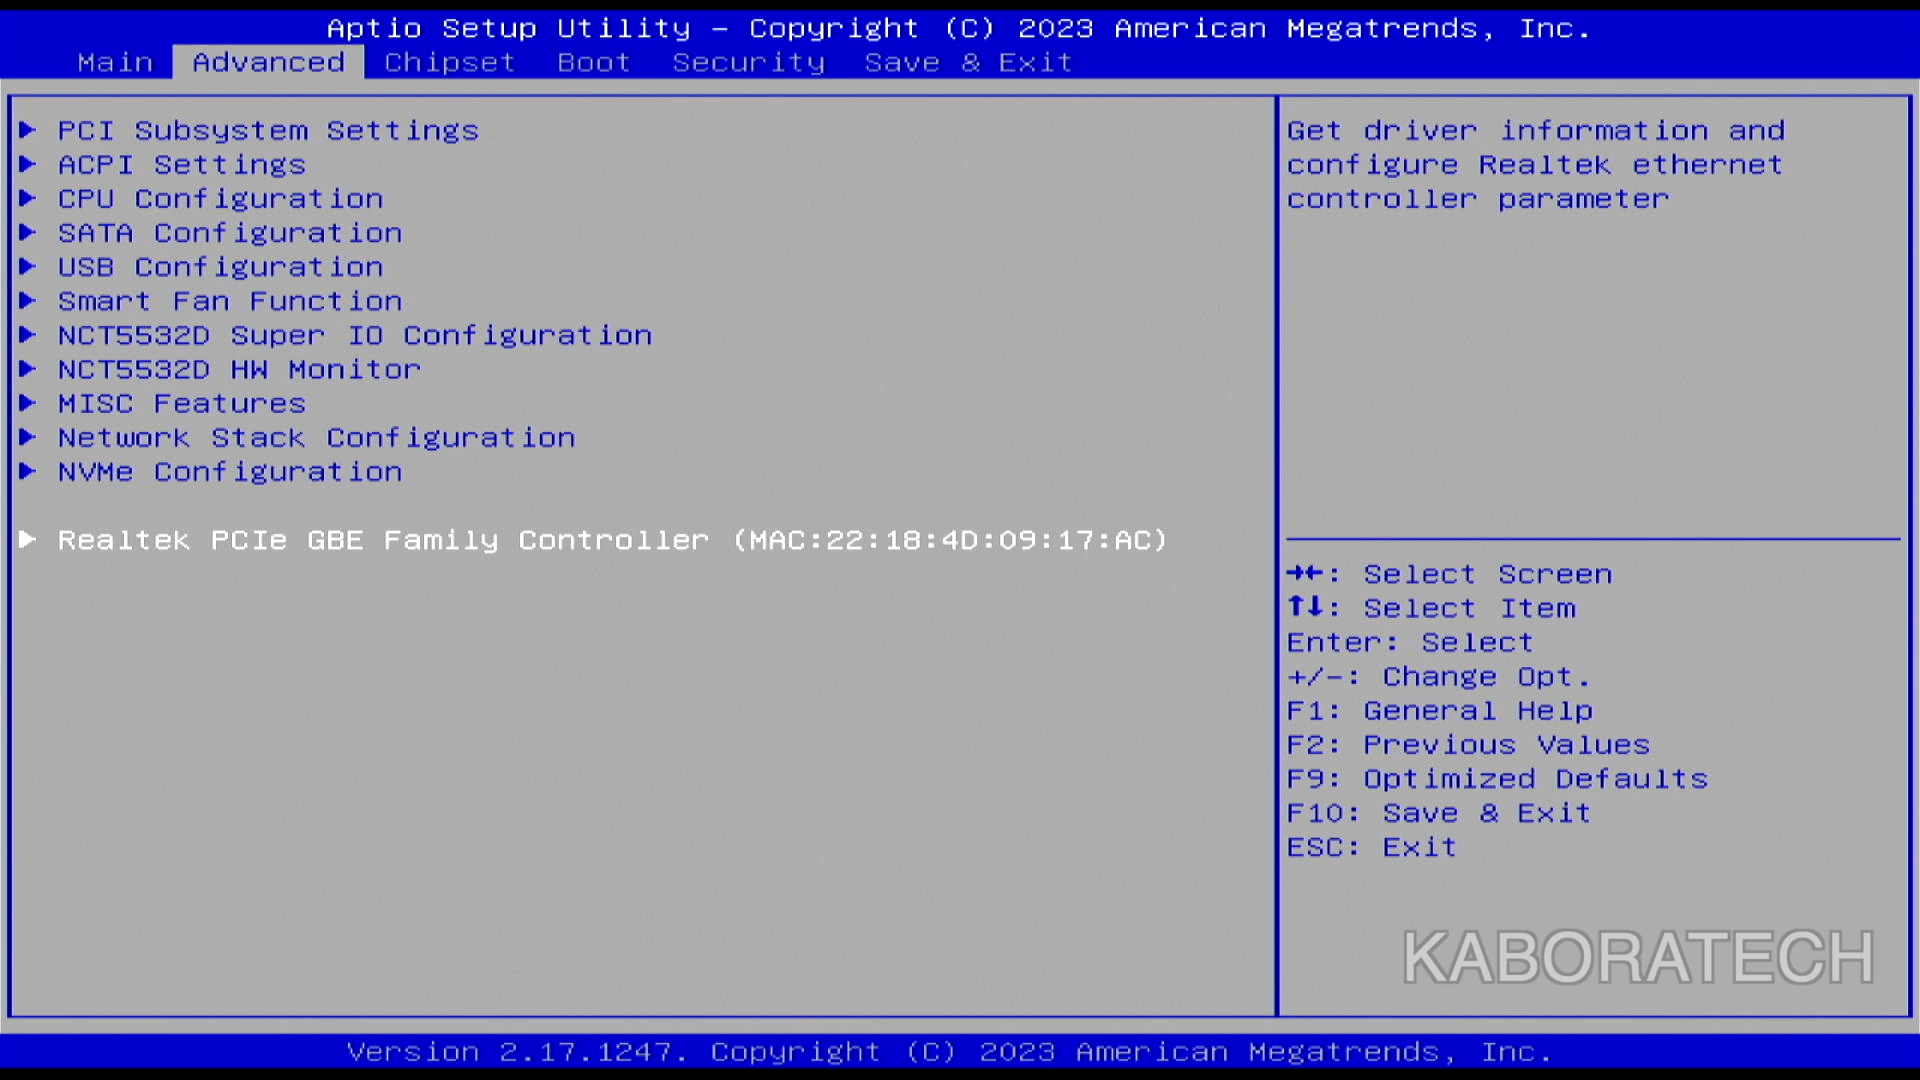 Aptio Setup Utility – Copyright (C) 2023 American Megatrends, Inc.
Main Advanced Chipset Boot Security Save & Exit
PCI Subsystem Settings
ACPI Settings
CPU Configuration
SATA Configuration
USB Configuration
Smart Fan Function
NCT5532D Super IO Configuration
NCT5532D HW Monitor
MISC Features
Network Stack Configuration
NVMe Configuration
Realtek PCIe GBE Family Controller (MAC:22:18:4D:09:17:AC)
Get driver information and
configure Realtek ethernet
controller parameter
→←: Select Screen
↑↓: Select Item
Enter: Select
+/-: Change Opt.
F1: General Help
F2: Previous Values
F9: Optimized Defaults
F10: Save & Exit
ESC: Exit
KABORATECH
Version 2.17.1247. Copyright (C) 2023 American Megatrends, Inc.